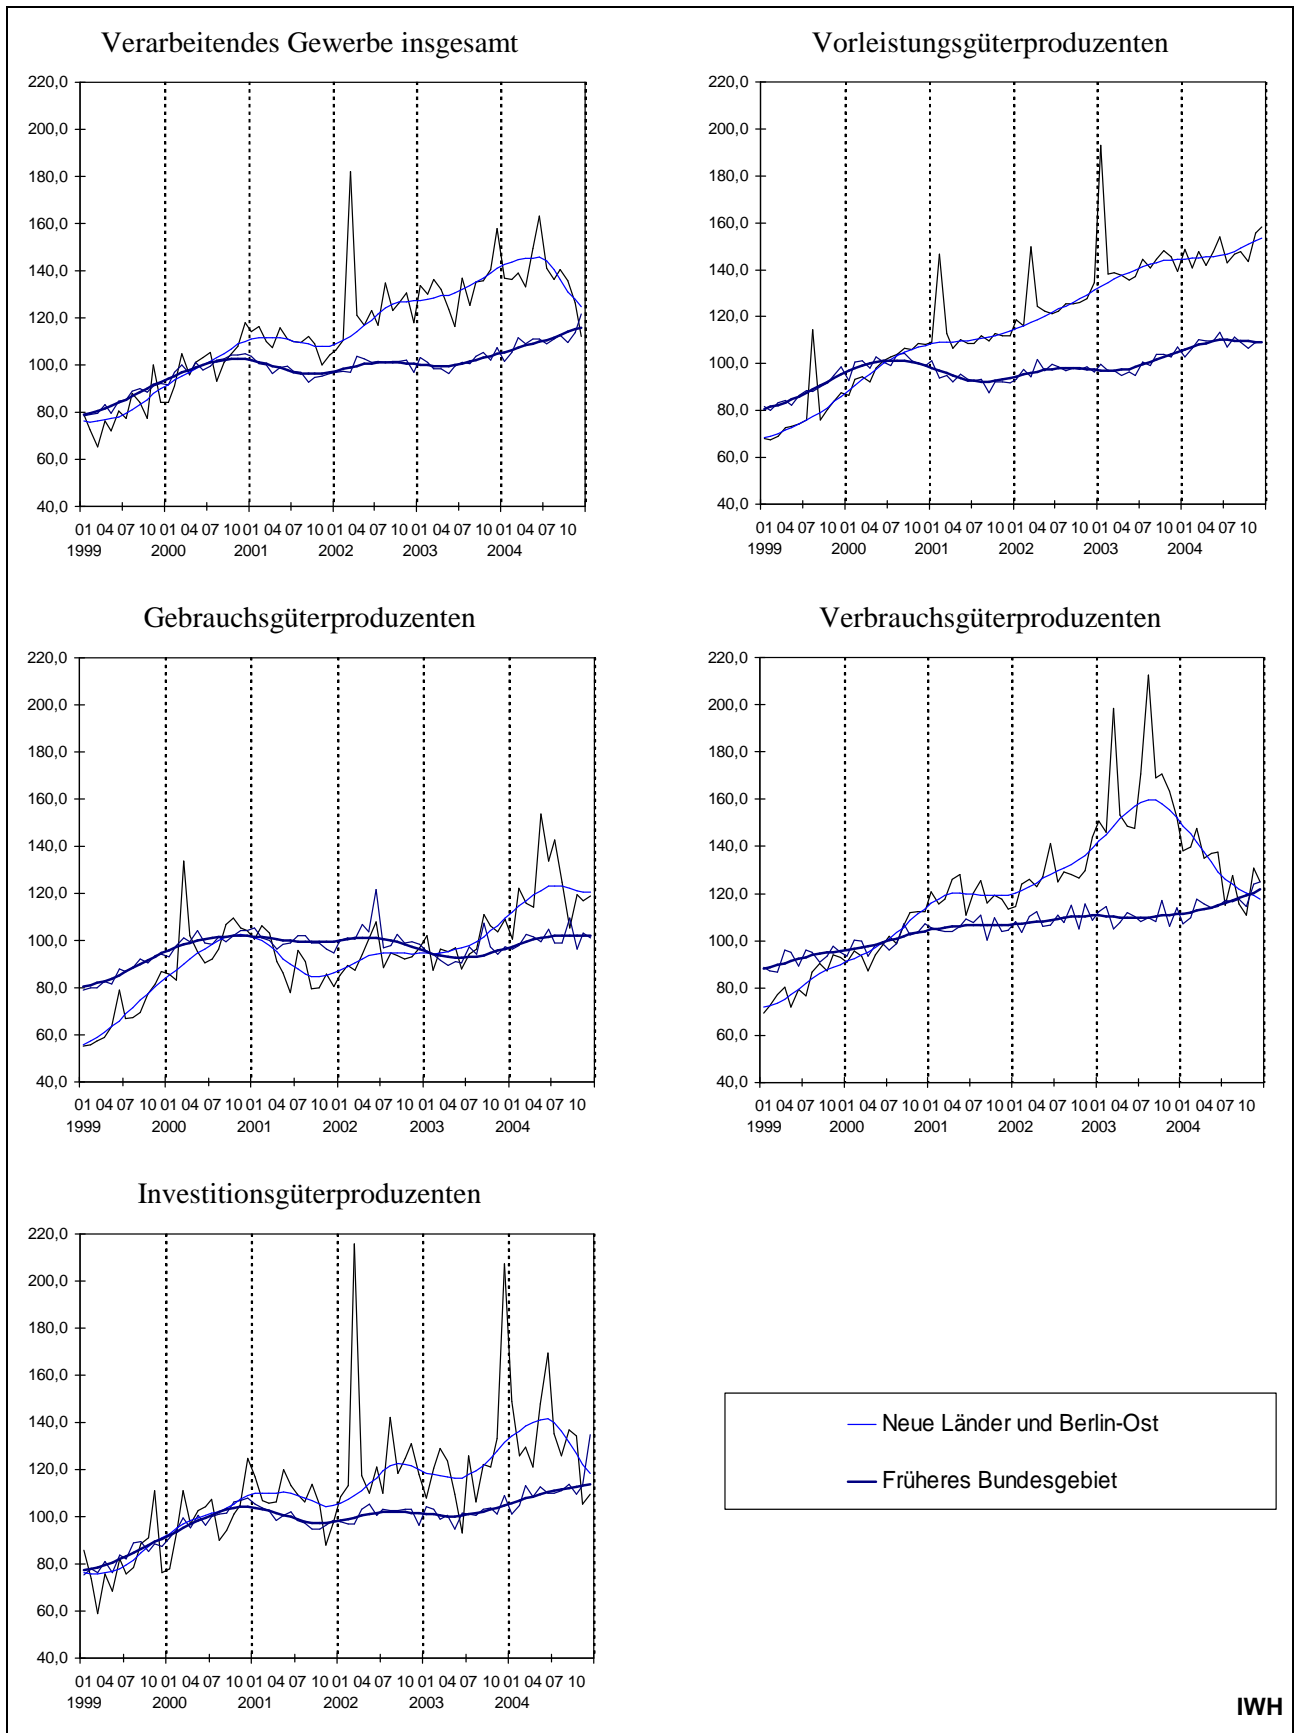 Verarbeitendes Gewerbe insgesamt
220,0
200,0
180,0
160,0
140,0
120,0
100,0
80,0
60,0
40,0
01 04 07 10 01 04 07 10 01 04 07 10 01 04 07 10 01 04 07 10 01 04 07 10
1999 2000 2001 2002 2003 2004
Vorleistungsgüterproduzenten
220,0
200,0
180,0
160,0
140,0
120,0
100,0
80,0
60,0
40,0
01 04 07 10 01 04 07 10 01 04 07 10 01 04 07 10 01 04 07 10 01 04 07 10
1999 2000 2001 2002 2003 2004
Gebrauchsgüterproduzenten
220,0
200,0
180,0
160,0
140,0
120,0
100,0
80,0
60,0
40,0
01 04 07 10 01 04 07 10 01 04 07 10 01 04 07 10 01 04 07 10 01 04 07 10
1999 2000 2001 2002 2003 2004
Verbrauchsgüterproduzenten
220,0
200,0
180,0
160,0
140,0
120,0
100,0
80,0
60,0
40,0
01 04 07 10 01 04 07 10 01 04 07 10 01 04 07 10 01 04 07 10 01 04 07 10
1999 2000 2001 2002 2003 2004
Investitionsgüterproduzenten
220,0
200,0
180,0
160,0
140,0
120,0
100,0
80,0
60,0
40,0
01 04 07 10 01 04 07 10 01 04 07 10 01 04 07 10 01 04 07 10 01 04 07 10
1999 2000 2001 2002 2003 2004
Neue Länder und Berlin-Ost
Früheres Bundesgebiet
IWH